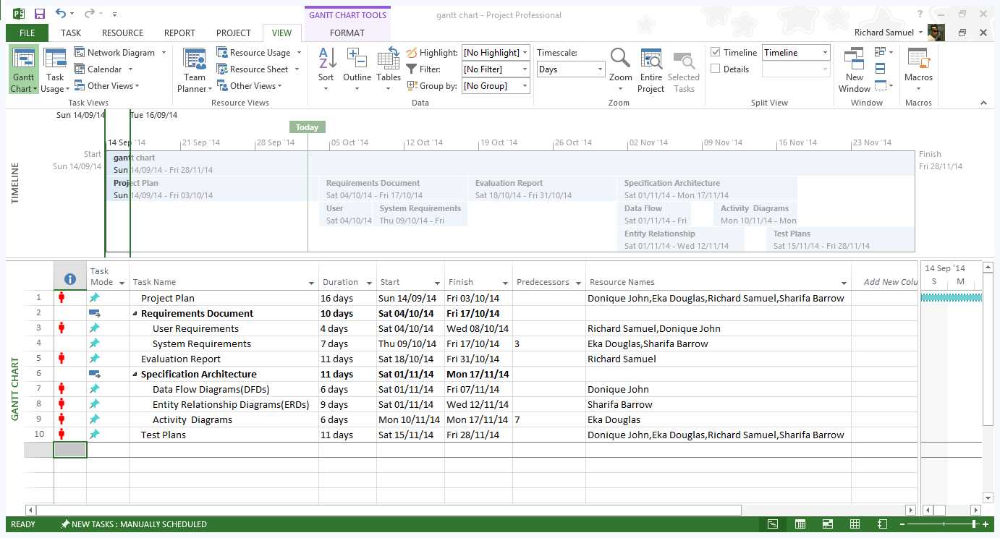 GANTT CHART TOOLS
gantt chart - Project Professional
?
FILE TASK RESOURCE REPORT PROJECT VIEW FORMAT
Richard Samuel
Gantt Chart
Task Usage
Network Diagram
Calendar
Other Views
Task Views
Team Planner
Resource Usage
Resource Sheet
Other Views
Resource Views
Sort
Outline
Tables
Highlight: [No Highlight]
Filter: [No Filter]
Group by: [No Group]
Data
Timescale:
Days
Zoom
Entire Project
Selected Tasks
Zoom
Timeline Timeline
Details
Split View
New Window
Window
Macros
Macros
Sun 14/09/14 Tue 16/09/14
Today
14 Sep '14 21 Sep '14 28 Sep '14 05 Oct '14 12 Oct '14 19 Oct '14 26 Oct '14 02 Nov '14 09 Nov '14 16 Nov '14 23 Nov '14
TIMELINE
Start
Sun 14/09/14
gantt chart
Sun 14/09/14 - Fri 28/11/14
Finish
Fri 28/11/14
Project Plan
Sun 14/09/14 - Fri 03/10/14
Requirements Document
Sat 04/10/14 - Fri 17/10/14
Evaluation Report
Sat 18/10/14 - Fri 31/10/14
Specification Architecture
Sat 01/11/14 - Mon 17/11/14
User
Sat 04/10/14
System Requirements
Thu 09/10/14 - Fri
Data Flow
Sat 01/11/14 - Fri
Activity Diagrams
Mon 10/11/14 - Mon
Entity Relationship
Sat 01/11/14 - Wed 12/11/14
Test Plans
Sat 15/11/14 - Fri 28/11/14
GANTT CHART
Task Mode Task Name Duration Start Finish Predecessors Resource Names Add New Colu
14 Sep '14
S M
1 Project Plan 16 days Sun 14/09/14 Fri 03/10/14 Donique John,Eka Douglas,Richard Samuel,Sharifa Barrow
2 Requirements Document 10 days Sat 04/10/14 Fri 17/10/14
3 User Requirements 4 days Sat 04/10/14 Wed 08/10/14 Richard Samuel,Donique John
4 System Requirements 7 days Thu 09/10/14 Fri 17/10/14 3 Eka Douglas,Sharifa Barrow
5 Evaluation Report 11 days Sat 18/10/14 Fri 31/10/14 Richard Samuel
6 Specification Architecture 11 days Sat 01/11/14 Mon 17/11/14
7 Data Flow Diagrams(DFDs) 6 days Sat 01/11/14 Fri 07/11/14 Donique John
8 Entity Relationship Diagrams(ERDs) 9 days Sat 01/11/14 Wed 12/11/14 Sharifa Barrow
9 Activity Diagrams 6 days Mon 10/11/14 Mon 17/11/14 7 Eka Douglas
10 Test Plans 11 days Sat 15/11/14 Fri 28/11/14 Donique John,Eka Douglas,Richard Samuel,Sharifa Barrow
READY NEW TASKS : MANUALLY SCHEDULED